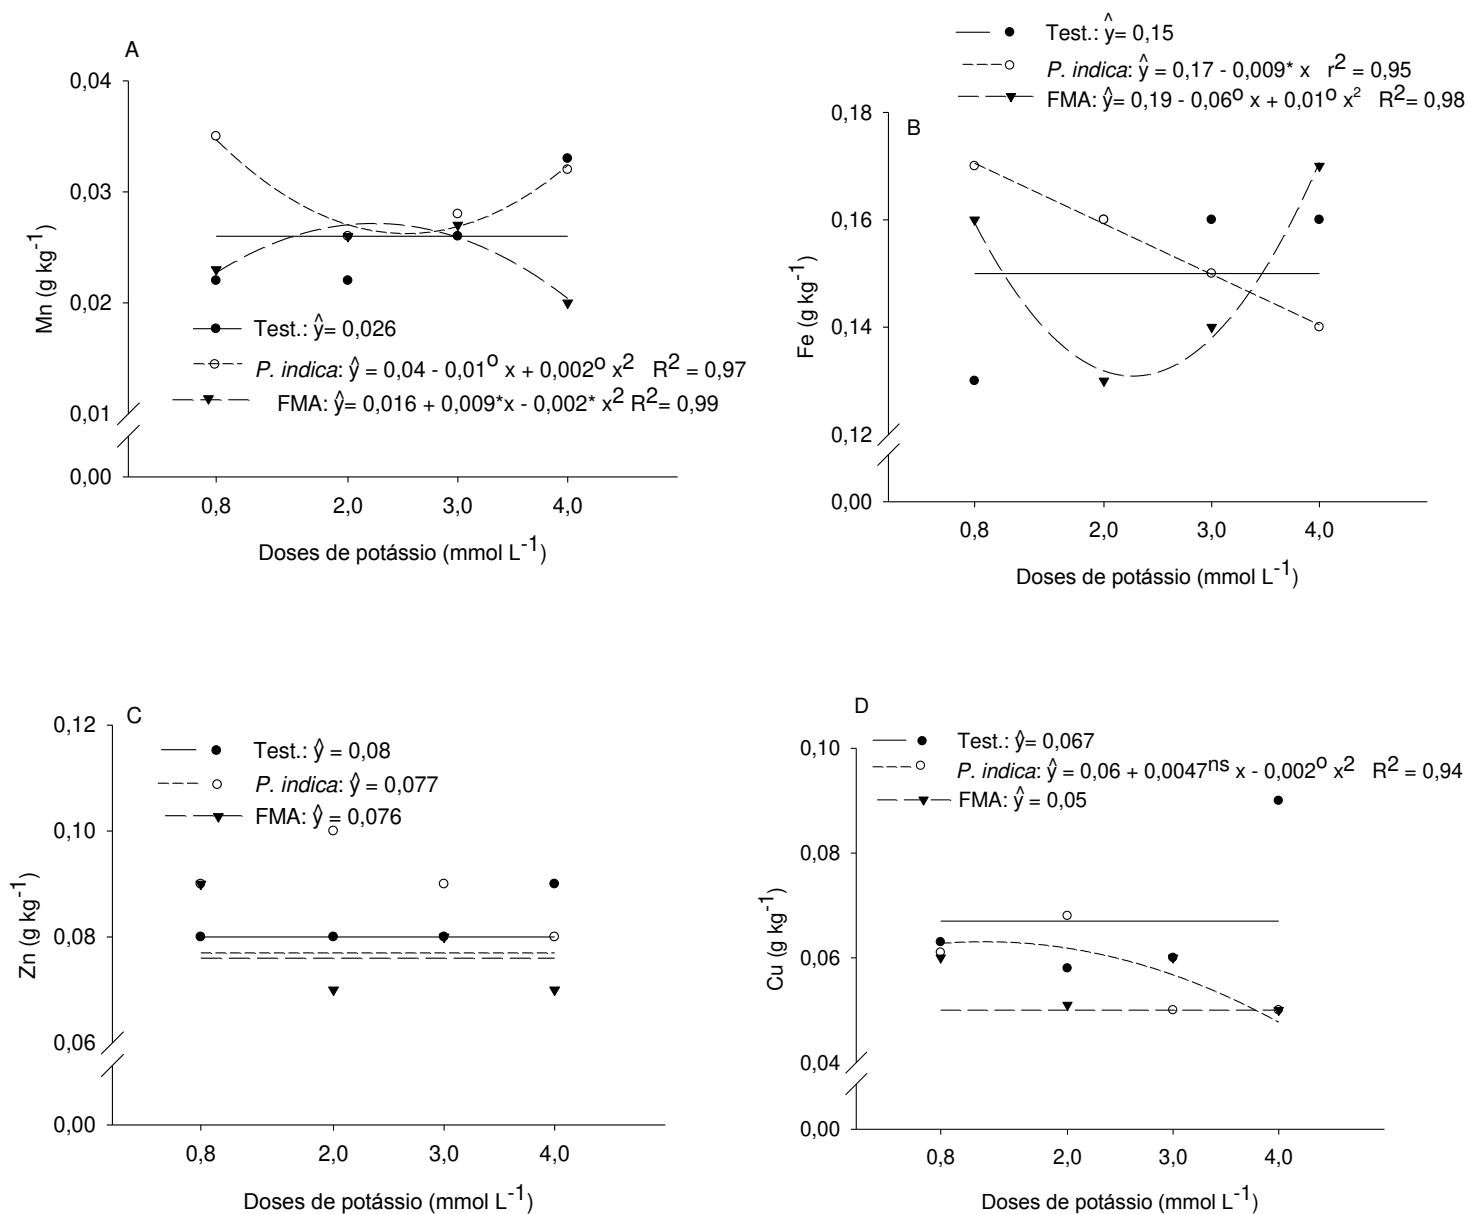 A
0,04
0,03
0,02
0,01
0,00
Mn (g kg⁻¹)
Test.: ŷ= 0,026
P. indica: ŷ = 0,04 - 0,01⁰ x + 0,002⁰ x² R² = 0,97
FMA: ŷ= 0,016 + 0,009*x - 0,002* x² R²= 0,99
0,8 2,0 3,0 4,0
Doses de potássio (mmol L⁻¹)
Test.: ŷ= 0,15
P. indica: ŷ = 0,17 - 0,009* x r² = 0,95
FMA: ŷ= 0,19 - 0,06⁰ x + 0,01⁰ x² R²= 0,98
B
0,18
0,16
0,14
0,12
0,00
Fe (g kg⁻¹)
0,8 2,0 3,0 4,0
Doses de potássio (mmol L⁻¹)
C
0,12
0,10
0,08
0,06
0,00
Zn (g kg⁻¹)
Test.: ŷ = 0,08
P. indica: ŷ = 0,077
FMA: ŷ = 0,076
0,8 2,0 3,0 4,0
Doses de potássio (mmol L⁻¹)
D
0,10
0,08
0,06
0,04
0,00
Cu (g kg⁻¹)
Test.: ŷ= 0,067
P. indica: ŷ = 0,06 + 0,0047ⁿˢ x - 0,002⁰ x² R² = 0,94
FMA: ŷ = 0,05
0,8 2,0 3,0 4,0
Doses de potássio (mmol L⁻¹)